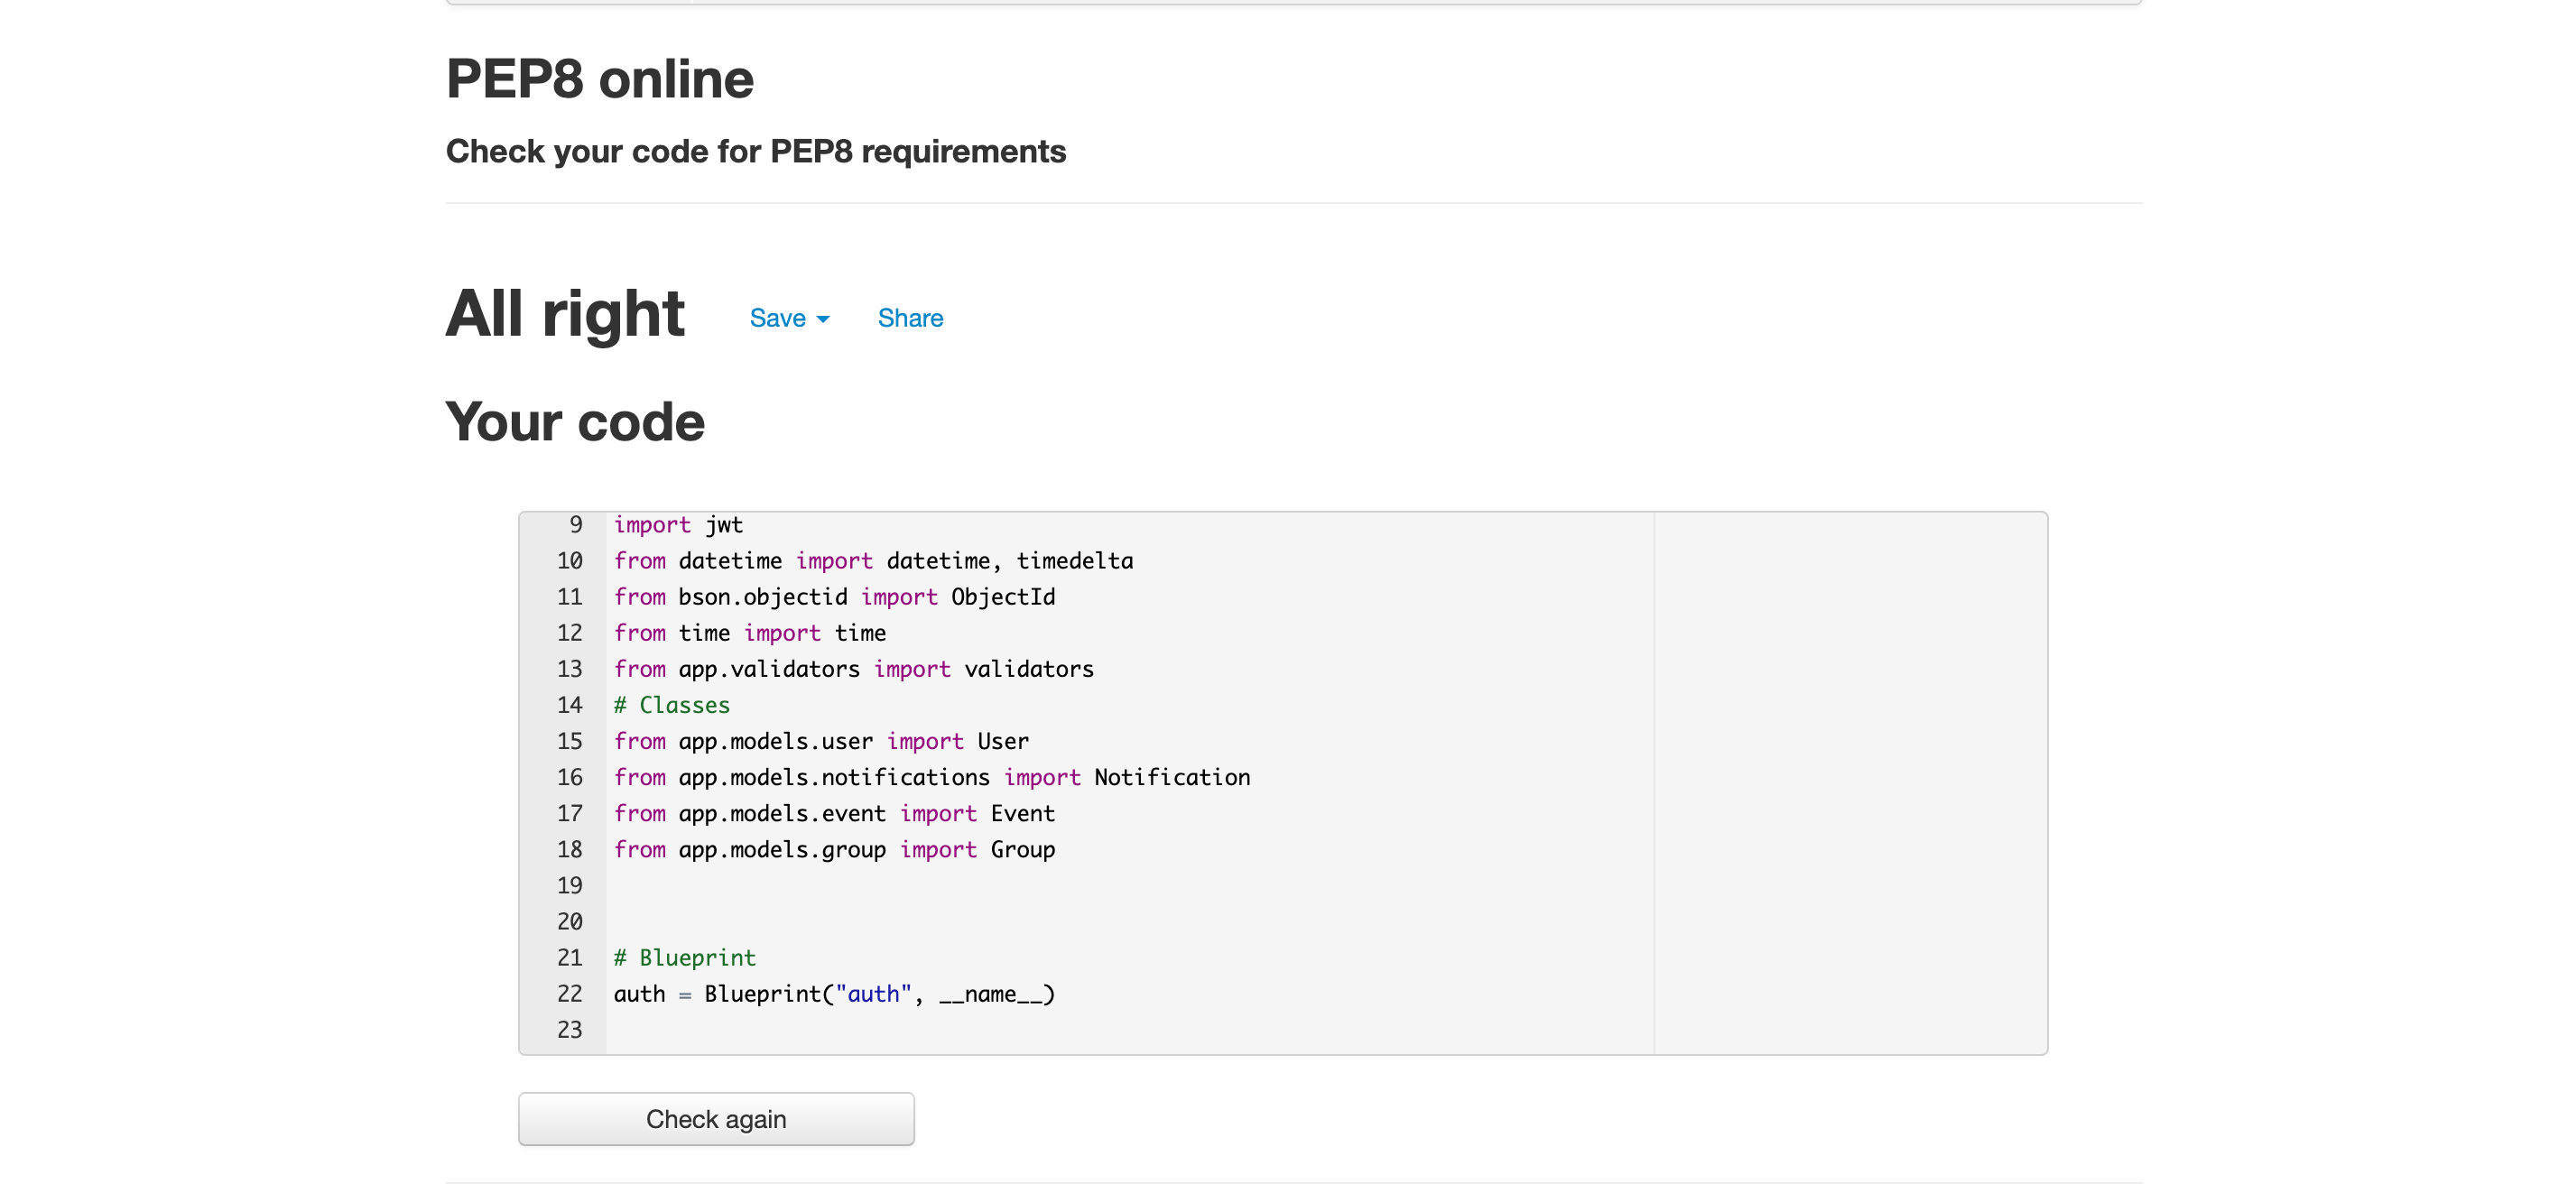 PEP8 online
Check your code for PEP8 requirements
All right Save Share
Your code
9 import jwt
10 from datetime import datetime, timedelta
11 from bson.objectid import ObjectId
12 from time import time
13 from app.validators import validators
14 # Classes
15 from app.models.user import User
16 from app.models.notifications import Notification
17 from app.models.event import Event
18 from app.models.group import Group
19
20
21 # Blueprint
22 auth = Blueprint("auth", __name__)
23
Check again